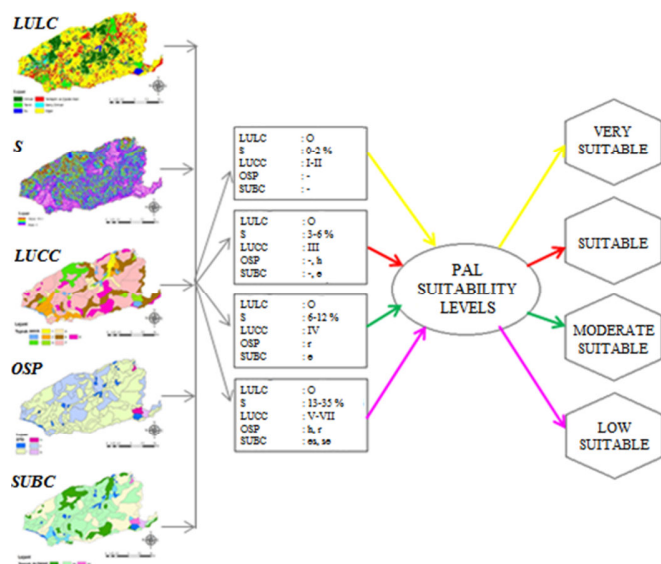 LULC
S
LUCC
OSP
SUBC
LULC : O
S : 0-2 %
LUCC : I-II
OSP : -
SUBC : -
LULC : O
S : 3-6 %
LUCC : III
OSP : -, h
SUBC : -, e
LULC : O
S : 6-12 %
LUCC : IV
OSP : r
SUBC : e
LULC : O
S : 13-35 %
LUCC : V-VII
OSP : h, r
SUBC : es, se
PAL
SUITABILITY
LEVELS
VERY
SUITABLE
SUITABLE
MODERATE
SUITABLE
LOW
SUITABLE